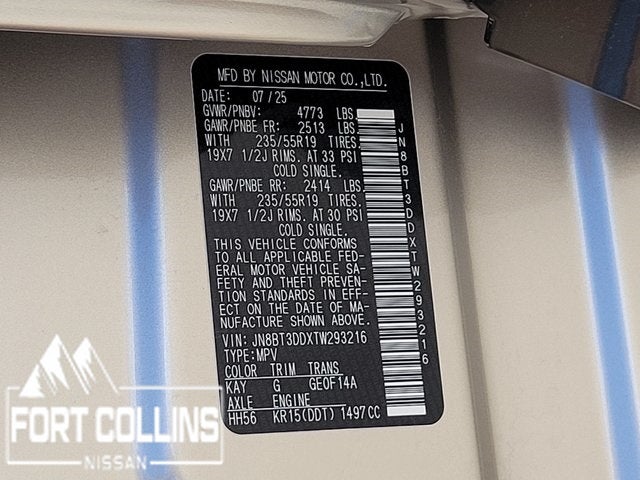 MFD BY NISSAN MOTOR CO.,LTD.
DATE: 07/25
GVWR/PNBV: 4773 LBS.
GAWR/PNBE FR: 2513 LBS.
WITH 235/55R19 TIRES.
19X7 1/2J RIMS. AT 33 PSI
COLD SINGLE.
GAWR/PNBE RR: 2414 LBS.
WITH 235/55R19 TIRES.
19X7 1/2J RIMS. AT 30 PSI
COLD SINGLE.
THIS VEHICLE CONFORMS
TO ALL APPLICABLE FED-
ERAL MOTOR VEHICLE SA-
FETY AND THEFT PREVEN-
TION STANDARDS IN EFF-
ECT ON THE DATE OF MA-
NUFACTURE SHOWN ABOVE.
VIN: JN8BT3DDXTW293216
TYPE:MPV
COLOR TRIM TRANS
KAY G GEOF14A
AXLE ENGINE
HH56 KR15(DDT) 1497CC
JN8BT3DDXTW293216
FORT COLLINS
NISSAN